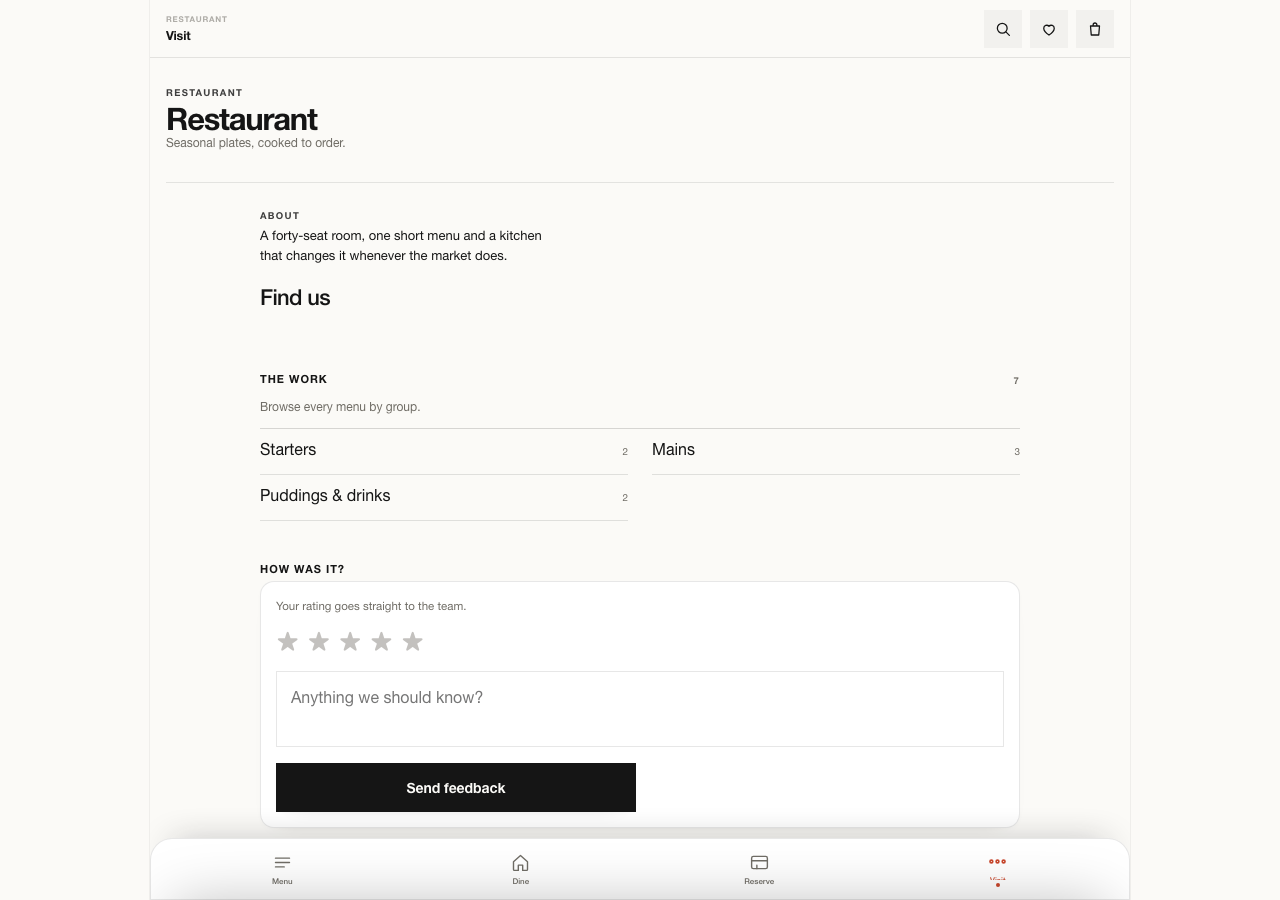 RESTAURANT
Visit
RESTAURANT
Restaurant
Seasonal plates, cooked to order.
ABOUT
A forty-seat room, one short menu and a kitchen
that changes it whenever the market does.
Find us
THE WORK
7
Browse every menu by group.
Starters
2
Mains
3
Puddings & drinks
2
HOW WAS IT?
Your rating goes straight to the team.
Anything we should know?
Send feedback
Menu
Dine
Reserve